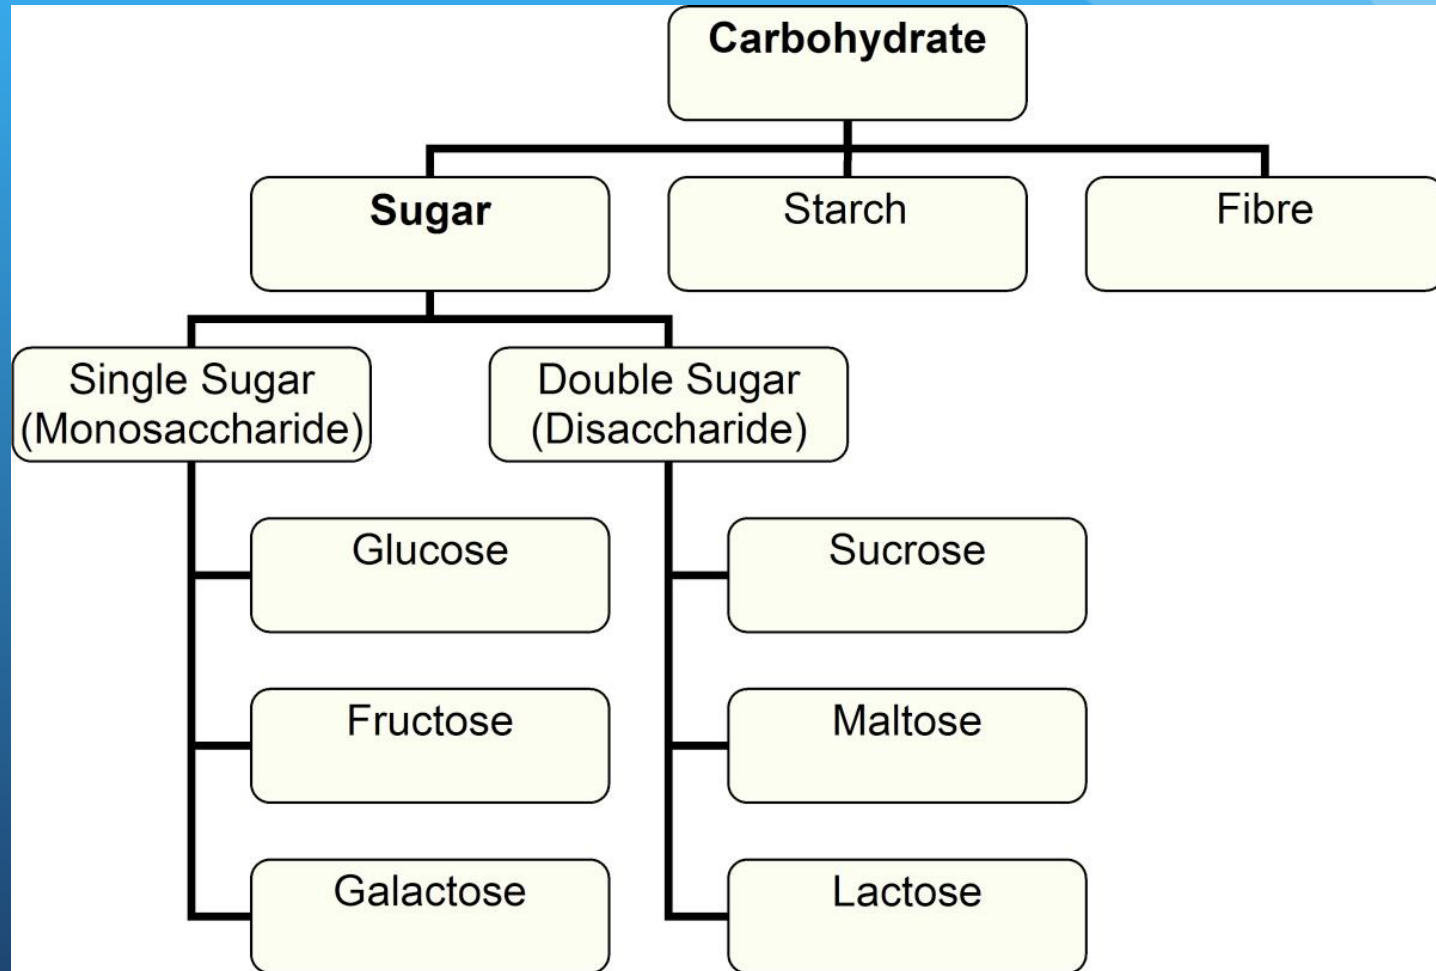 Carbohydrate
Sugar
Starch
Fibre
Single Sugar
(Monosaccharide)
Double Sugar
(Disaccharide)
Glucose
Sucrose
Fructose
Maltose
Galactose
Lactose